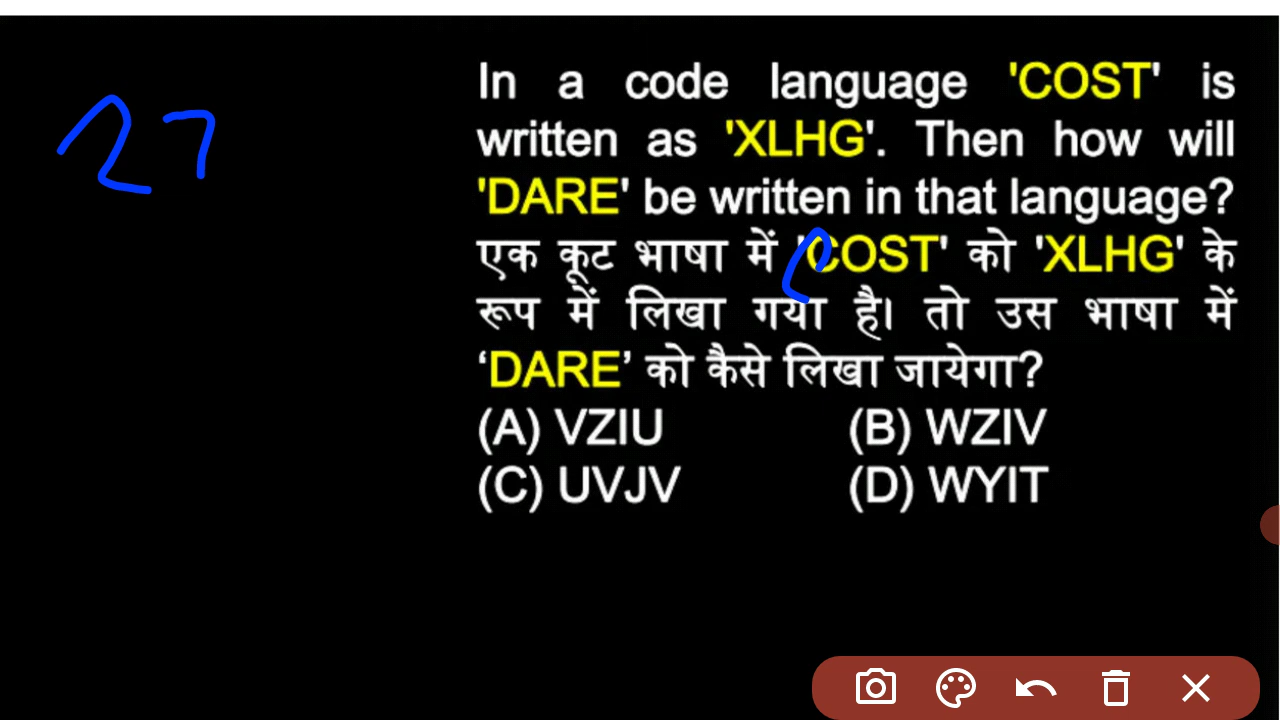 27
In a code language 'COST' is
written as 'XLHG'. Then how will
'DARE' be written in that language?
एक कूट भाषा में 'COST' को 'XLHG' के
रूप में लिखा गया है। तो उस भाषा में
‘DARE’ को कैसे लिखा जायेगा?
(A) VZIU (B) WZIV
(C) UVJV (D) WYIT